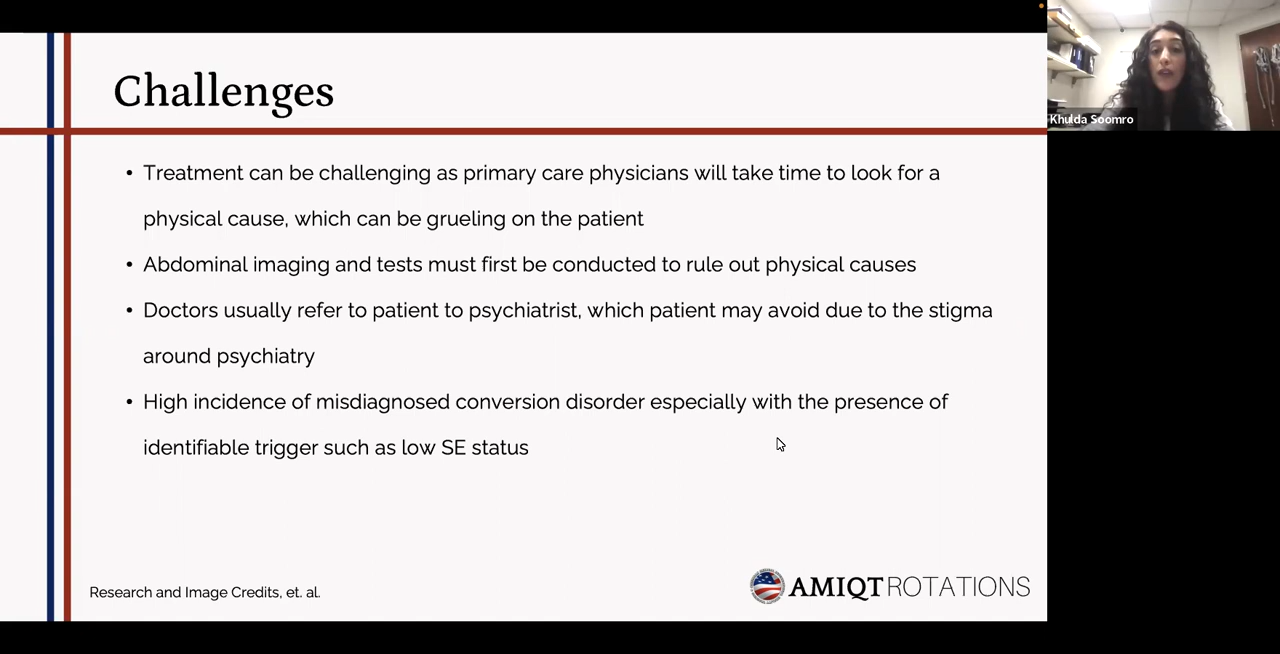 Challenges
• Treatment can be challenging as primary care physicians will take time to look for a
physical cause, which can be grueling on the patient
• Abdominal imaging and tests must first be conducted to rule out physical causes
• Doctors usually refer to patient to psychiatrist, which patient may avoid due to the stigma
around psychiatry
• High incidence of misdiagnosed conversion disorder especially with the presence of
identifiable trigger such as low SE status
Research and Image Credits, et. al.
AMIQT ROTATIONS
Khulda Soomro